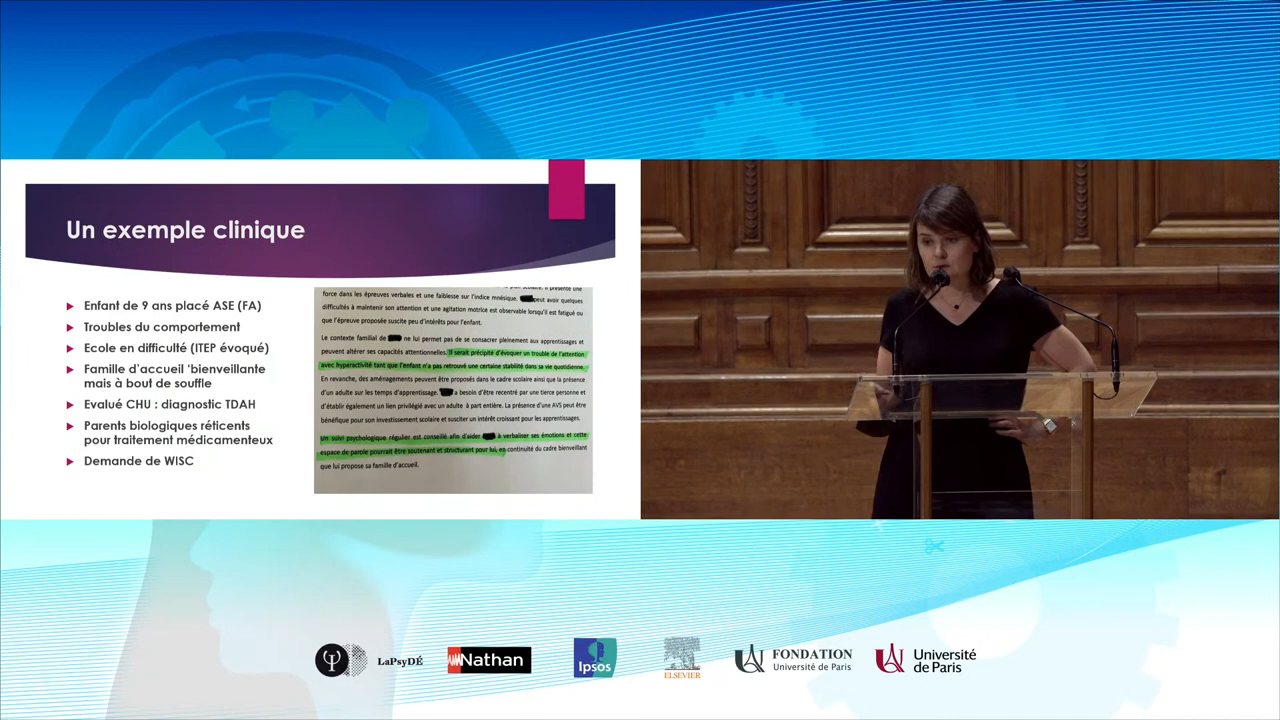 Un exemple clinique
Enfant de 9 ans placé ASE (FA)
Troubles du comportement
Ecole en difficulté (ITEP évoqué)
Famille d'accueil 'bienveillante
mais à bout de souffle
Evalué CHU : diagnostic TDAH
Parents biologiques réticents
pour traitement médicamenteux
Demande de WISC
scolaire. Il présente une
force dans les épreuves verbales et une faiblesse sur l'indice mnésique. peut avoir quelques
difficultés à maintenir son attention et une agitation motrice est observable lorsqu'il est fatigué ou
que l'épreuve proposée suscite peu d'intérêts pour l'enfant.
Le contexte familial de ne lui permet pas de se consacrer pleinement aux apprentissages et
peuvent altérer ses capacités attentionnelles. Il serait précipité d'évoquer un trouble de l'attention
avec hyperactivité tant que l'enfant n'a pas retrouvé une certaine stabilité dans sa vie quotidienne.
En revanche, des aménagements peuvent être proposés dans le cadre scolaire ainsi que la présence
d'un adulte sur les temps d'apprentissage. a besoin d'être recentré par une tierce personne et
d'établir également un lien privilégié avec un adulte à part entière. La présence d'une AVS peut être
bénéfique pour son investissement scolaire et susciter un intérêt croissant pour les apprentissages.
Un suivi psychologique régulier est conseillé afin d'aider à verbaliser ses émotions et cette
espace de parole pourrait être soutenant et structurant pour lui, en continuité du cadre bienveillant
que lui propose sa famille d'accueil.
LaPsyDÉ
Nathan
Ipsos
ELSEVIER
FONDATION
Université de Paris
Université
de Paris